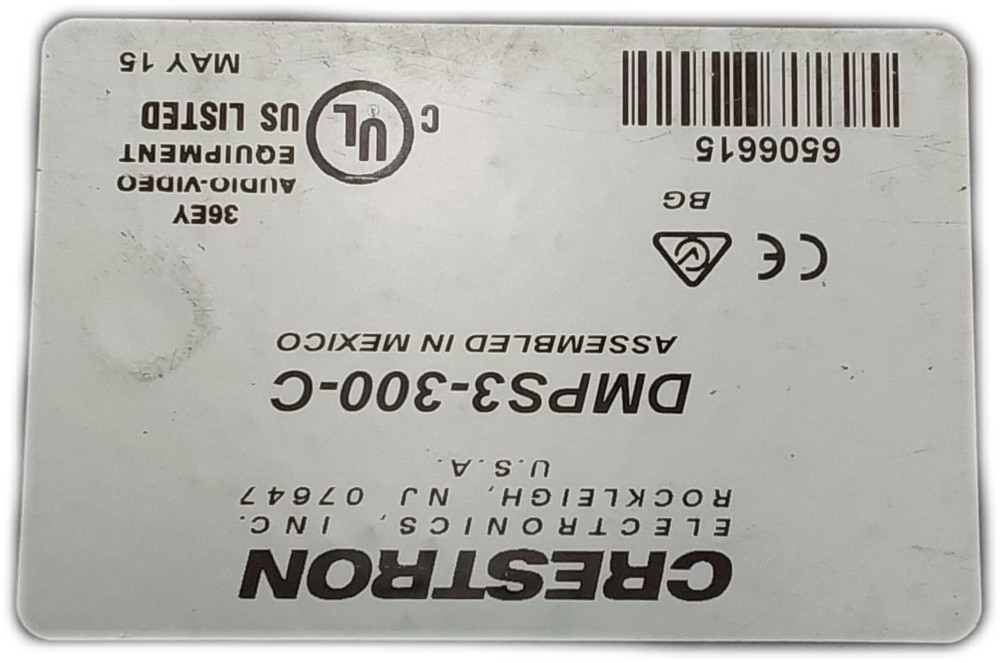 CRESTRON
ELECTRONICS, INC.
ROCKLEIGH, NJ 07647
U.S.A.
DMPS3-300-C
ASSEMBLED IN MEXICO
CE
BG
6506615
36EY
AUDIO-VIDEO
EQUIPMENT
C UL US LISTED
MAY 15